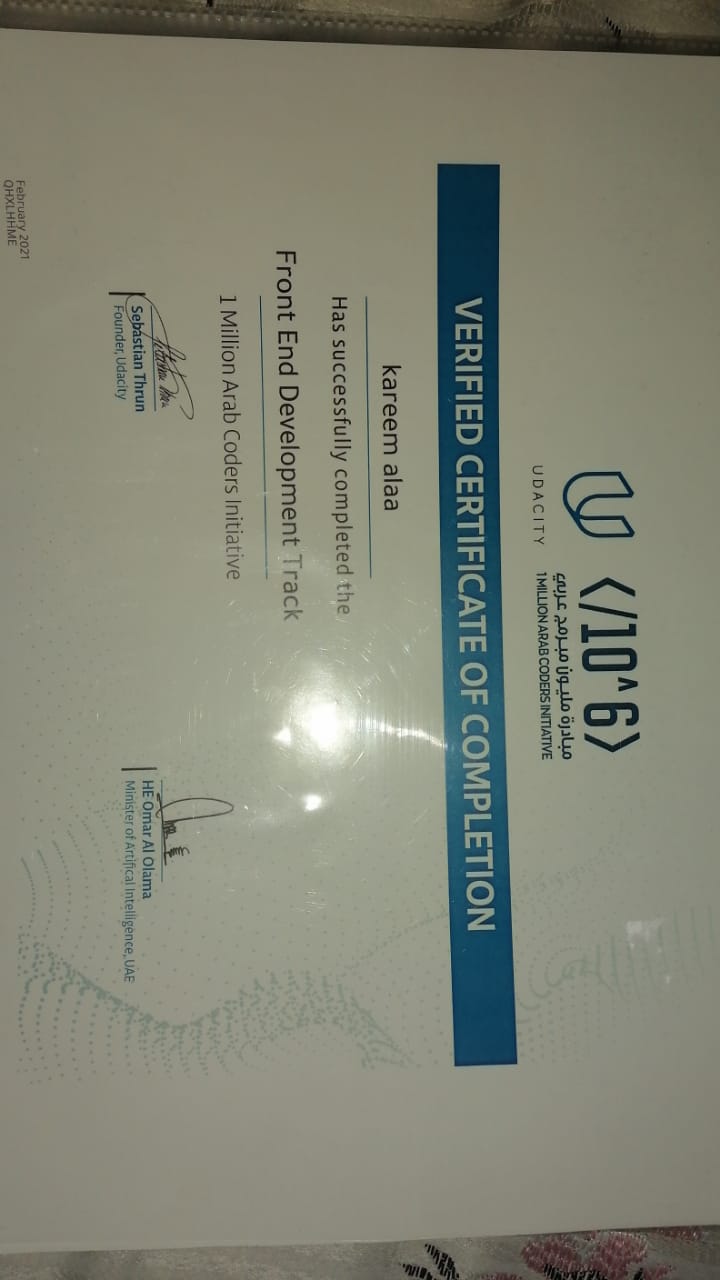 UDACITY
</10^6>
مبادرة مليون مبرمج عربي
1 MILLION ARAB CODERS INITIATIVE
VERIFIED CERTIFICATE OF COMPLETION
kareem alaa
Has successfully completed the
Front End Development Track
1 Million Arab Coders Initiative
Sebastian Thrun
Founder, Udacity
HE Omar Al Olama
Minister of Artifical Intelligence, UAE
February 2021
QHXLHHME